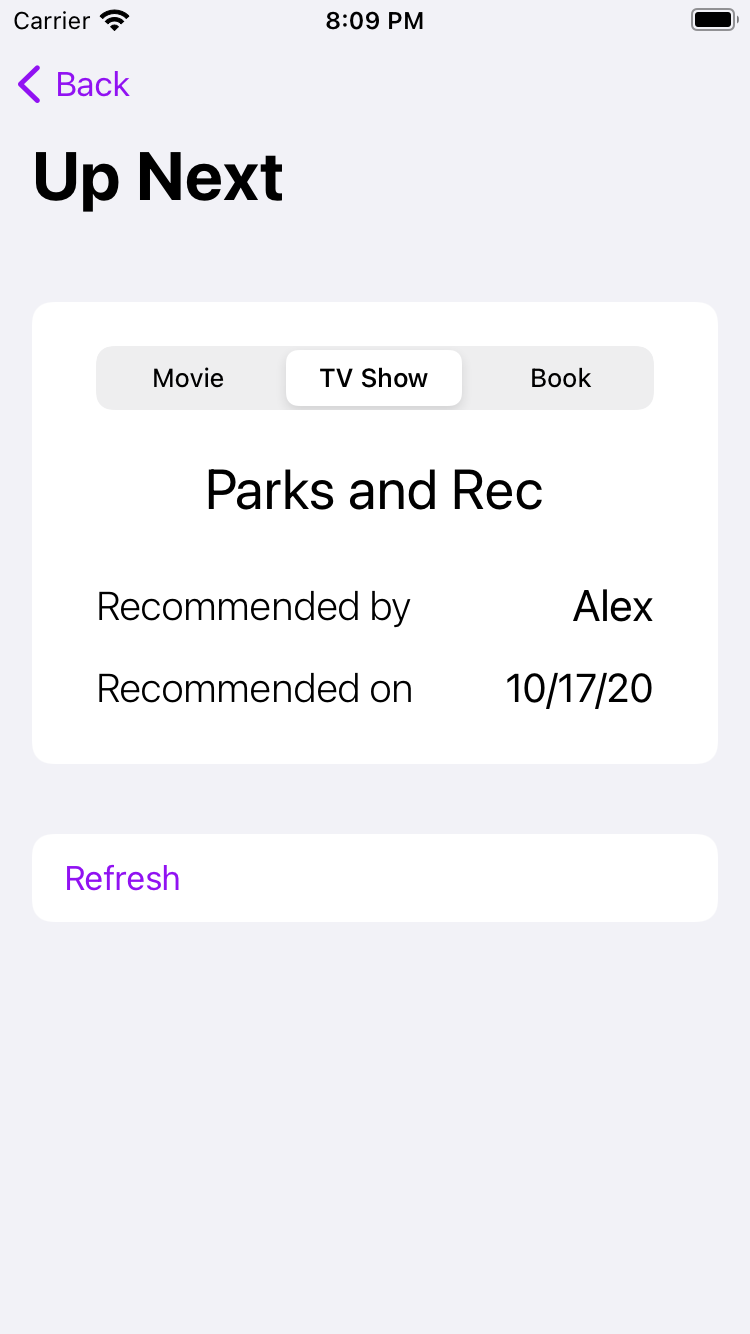 Carrier 8:09 PM
Back
Up Next
Movie TV Show Book
Parks and Rec
Recommended by Alex
Recommended on 10/17/20
Refresh